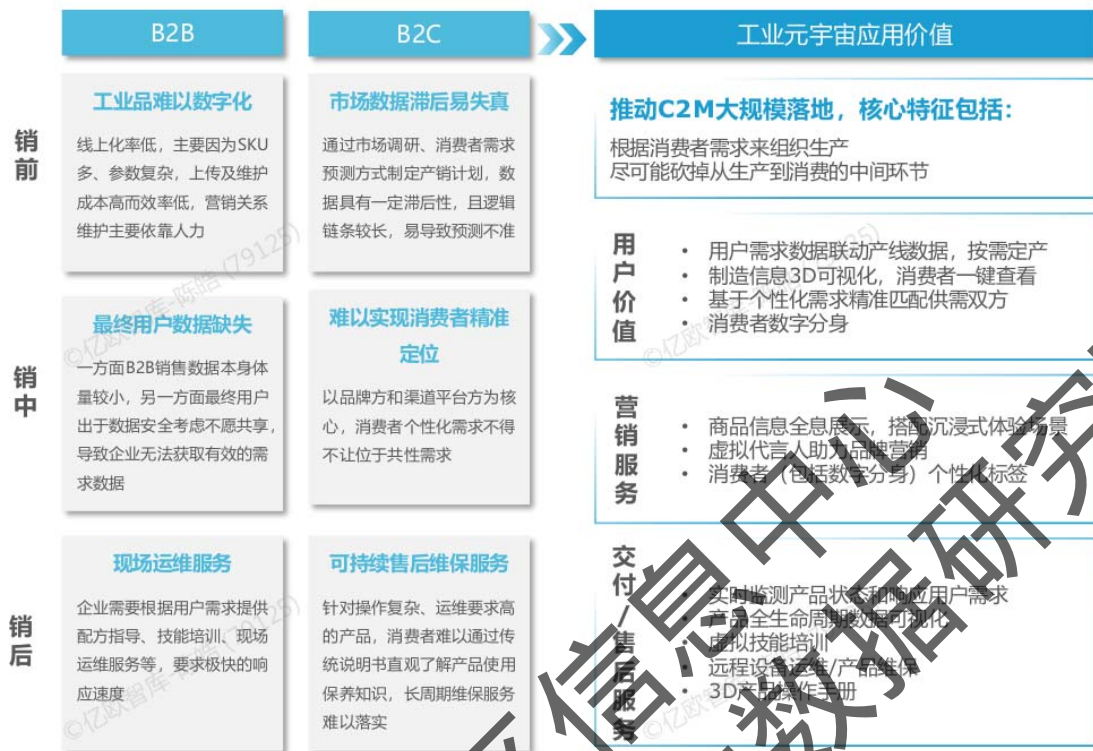 B2B
B2C
工业元宇宙应用价值
销前
工业品难以数字化
线上化率低，主要因为SKU
多、参数复杂，上传及维护
成本高而效率低，营销关系
维护主要依靠人力
市场数据滞后易失真
通过市场调研、消费者需求
预测方式制定产销计划，数
据具有一定滞后性，且逻辑
链条较长，易导致预测不准
推动C2M大规模落地，核心特征包括：
根据消费者需求来组织生产
尽可能砍掉从生产到消费的中间环节
销中
最终用户数据缺失
一方面B2B销售数据本身体
量较小，另一方面最终用户
出于数据安全考虑不愿共享，
导致企业无法获取有效的需
求数据
难以实现消费者精准
定位
以品牌方和渠道平台方为核
心，消费者个性化需求不得
不让位于共性需求
用户价值
• 用户需求数据联动产线数据，按需定产
• 制造信息3D可视化，消费者一键查看
• 基于个性化需求精准匹配供需双方
• 消费者数字分身
营销服务
• 商品信息全息展示，搭配沉浸式体验场景
• 虚拟代言人助力品牌营销
• 消费者（包括数字分身）个性化标签
销后
现场运维服务
企业需要根据用户需求提供
配方指导、技能培训、现场
运维服务等，要求极快的响
应速度
可持续售后维保服务
针对操作复杂、运维要求高
的产品，消费者难以通过传
统说明书直观了解产品使用
保养知识，长周期维保服务
难以落实
交付/售后服务
• 实时监测产品状态和响应用户需求
• 产品全生命周期数据可视化
• 虚拟技能培训
• 远程设备运维/产品维保
• 3D产品操作手册
©亿欧智库-陈皓(79125)
信息中心
数据研究